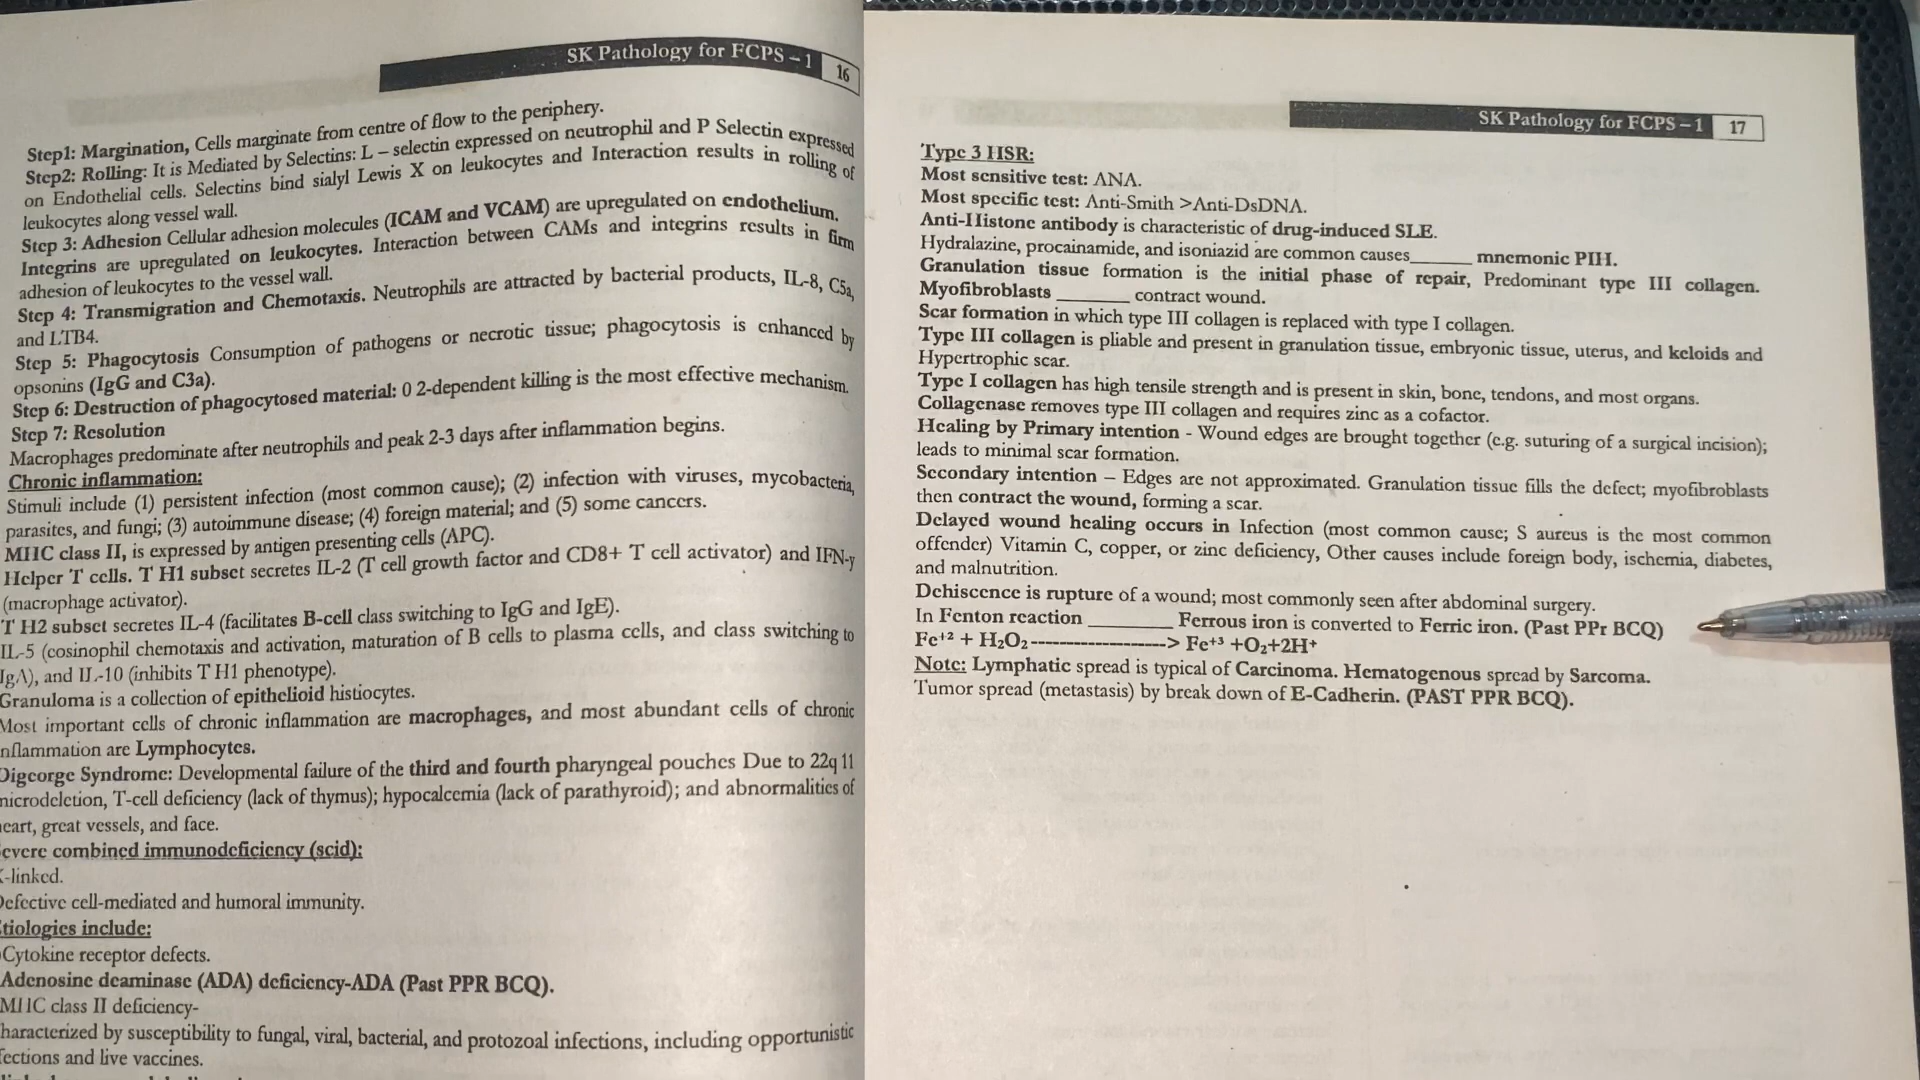 SK Pathology for FCPS – 1 16
Step1: Margination, Cells marginate from centre of flow to the periphery.
Step2: Rolling: It is Mediated by Selectins: L – selectin expressed on neutrophil and P Selectin expressed
on Endothelial cells. Selectins bind sialyl Lewis X on leukocytes and Interaction results in rolling of
leukocytes along vessel wall.
Step 3: Adhesion Cellular adhesion molecules (ICAM and VCAM) are upregulated on endothelium.
Integrins are upregulated on leukocytes. Interaction between CAMs and integrins results in firm
adhesion of leukocytes to the vessel wall.
Step 4: Transmigration and Chemotaxis. Neutrophils are attracted by bacterial products, IL-8, C5a,
and LTB4.
Step 5: Phagocytosis Consumption of pathogens or necrotic tissue; phagocytosis is enhanced by
opsonins (IgG and C3a).
Step 6: Destruction of phagocytosed material: 0 2-dependent killing is the most effective mechanism.
Step 7: Resolution
Macrophages predominate after neutrophils and peak 2-3 days after inflammation begins.
Chronic inflammation:
Stimuli include (1) persistent infection (most common cause); (2) infection with viruses, mycobacteria,
parasites, and fungi; (3) autoimmune disease; (4) foreign material; and (5) some cancers.
MHC class II, is expressed by antigen presenting cells (APC).
Helper T cells. T H1 subset secretes IL-2 (T cell growth factor and CD8+ T cell activator) and IFN-y
(macrophage activator).
T H2 subset secretes IL-4 (facilitates B-cell class switching to IgG and IgE).
IL-5 (eosinophil chemotaxis and activation, maturation of B cells to plasma cells, and class switching to
IgA), and IL-10 (inhibits T H1 phenotype).
Granuloma is a collection of epithelioid histiocytes.
Most important cells of chronic inflammation are macrophages, and most abundant cells of chronic
nflammation are Lymphocytes.
Digeorge Syndrome: Developmental failure of the third and fourth pharyngeal pouches Due to 22q 11
microdeletion, T-cell deficiency (lack of thymus); hypocalcemia (lack of parathyroid); and abnormalities of
eart, great vessels, and face.
evere combined immunodeficiency (scid):
X-linked.
Defective cell-mediated and humoral immunity.
tiologies include:
Cytokine receptor defects.
Adenosine deaminase (ADA) deficiency-ADA (Past PPR BCQ).
MHC class II deficiency-
haracterized by susceptibility to fungal, viral, bacterial, and protozoal infections, including opportunistic
fections and live vaccines.
SK Pathology for FCPS – 1 17
Type 3 HSR:
Most sensitive test: ANA.
Most specific test: Anti-Smith >Anti-DsDNA.
Anti-Histone antibody is characteristic of drug-induced SLE.
Hydralazine, procainamide, and isoniazid are common causes______ mnemonic PIH.
Granulation tissue formation is the initial phase of repair, Predominant type III collagen.
Myofibroblasts _______ contract wound.
Scar formation in which type III collagen is replaced with type I collagen.
Type III collagen is pliable and present in granulation tissue, embryonic tissue, uterus, and keloids and
Hypertrophic scar.
Type I collagen has high tensile strength and is present in skin, bone, tendons, and most organs.
Collagenase removes type III collagen and requires zinc as a cofactor.
Healing by Primary intention - Wound edges are brought together (e.g. suturing of a surgical incision);
leads to minimal scar formation.
Secondary intention – Edges are not approximated. Granulation tissue fills the defect; myofibroblasts
then contract the wound, forming a scar.
Delayed wound healing occurs in Infection (most common cause; S aureus is the most common
offender) Vitamin C, copper, or zinc deficiency, Other causes include foreign body, ischemia, diabetes,
and malnutrition.
Dehiscence is rupture of a wound; most commonly seen after abdominal surgery.
In Fenton reaction ________ Ferrous iron is converted to Ferric iron. (Past PPr BCQ)
Fe⁺² + H₂O₂ ----------------------> Fe⁺³ +O₂+2H⁺
Note: Lymphatic spread is typical of Carcinoma. Hematogenous spread by Sarcoma.
Tumor spread (metastasis) by break down of E-Cadherin. (PAST PPR BCQ).